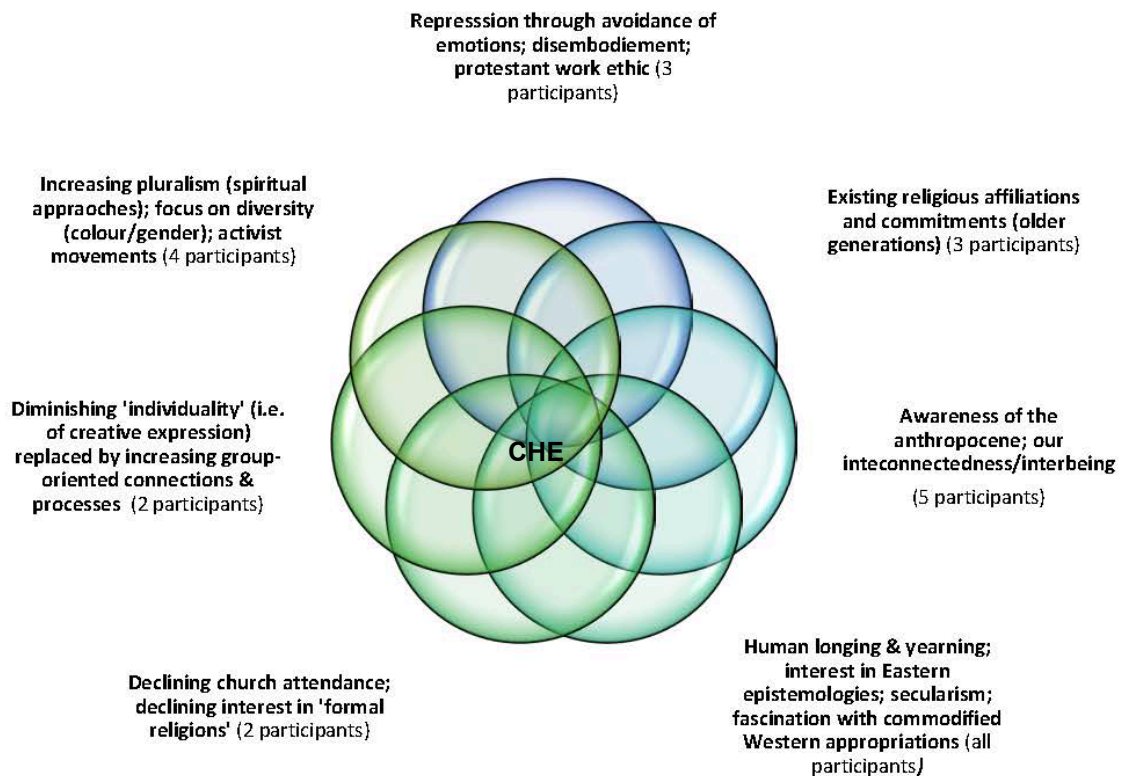 Represssion through avoidance of
emotions; disembodiement;
protestant work ethic (3
participants)
Increasing pluralism (spiritual
appraoches); focus on diversity
(colour/gender); activist
movements (4 participants)
Existing religious affiliations
and commitments (older
generations) (3 participants)
Diminishing 'individuality' (i.e.
of creative expression)
replaced by increasing group-
oriented connections &
processes (2 participants)
CHE
Awareness of the
anthropocene; our
inteconnectedness/interbeing
(5 participants)
Declining church attendance;
declining interest in 'formal
religions' (2 participants)
Human longing & yearning;
interest in Eastern
epistemologies; secularism;
fascination with commodified
Western appropriations (all
participants)